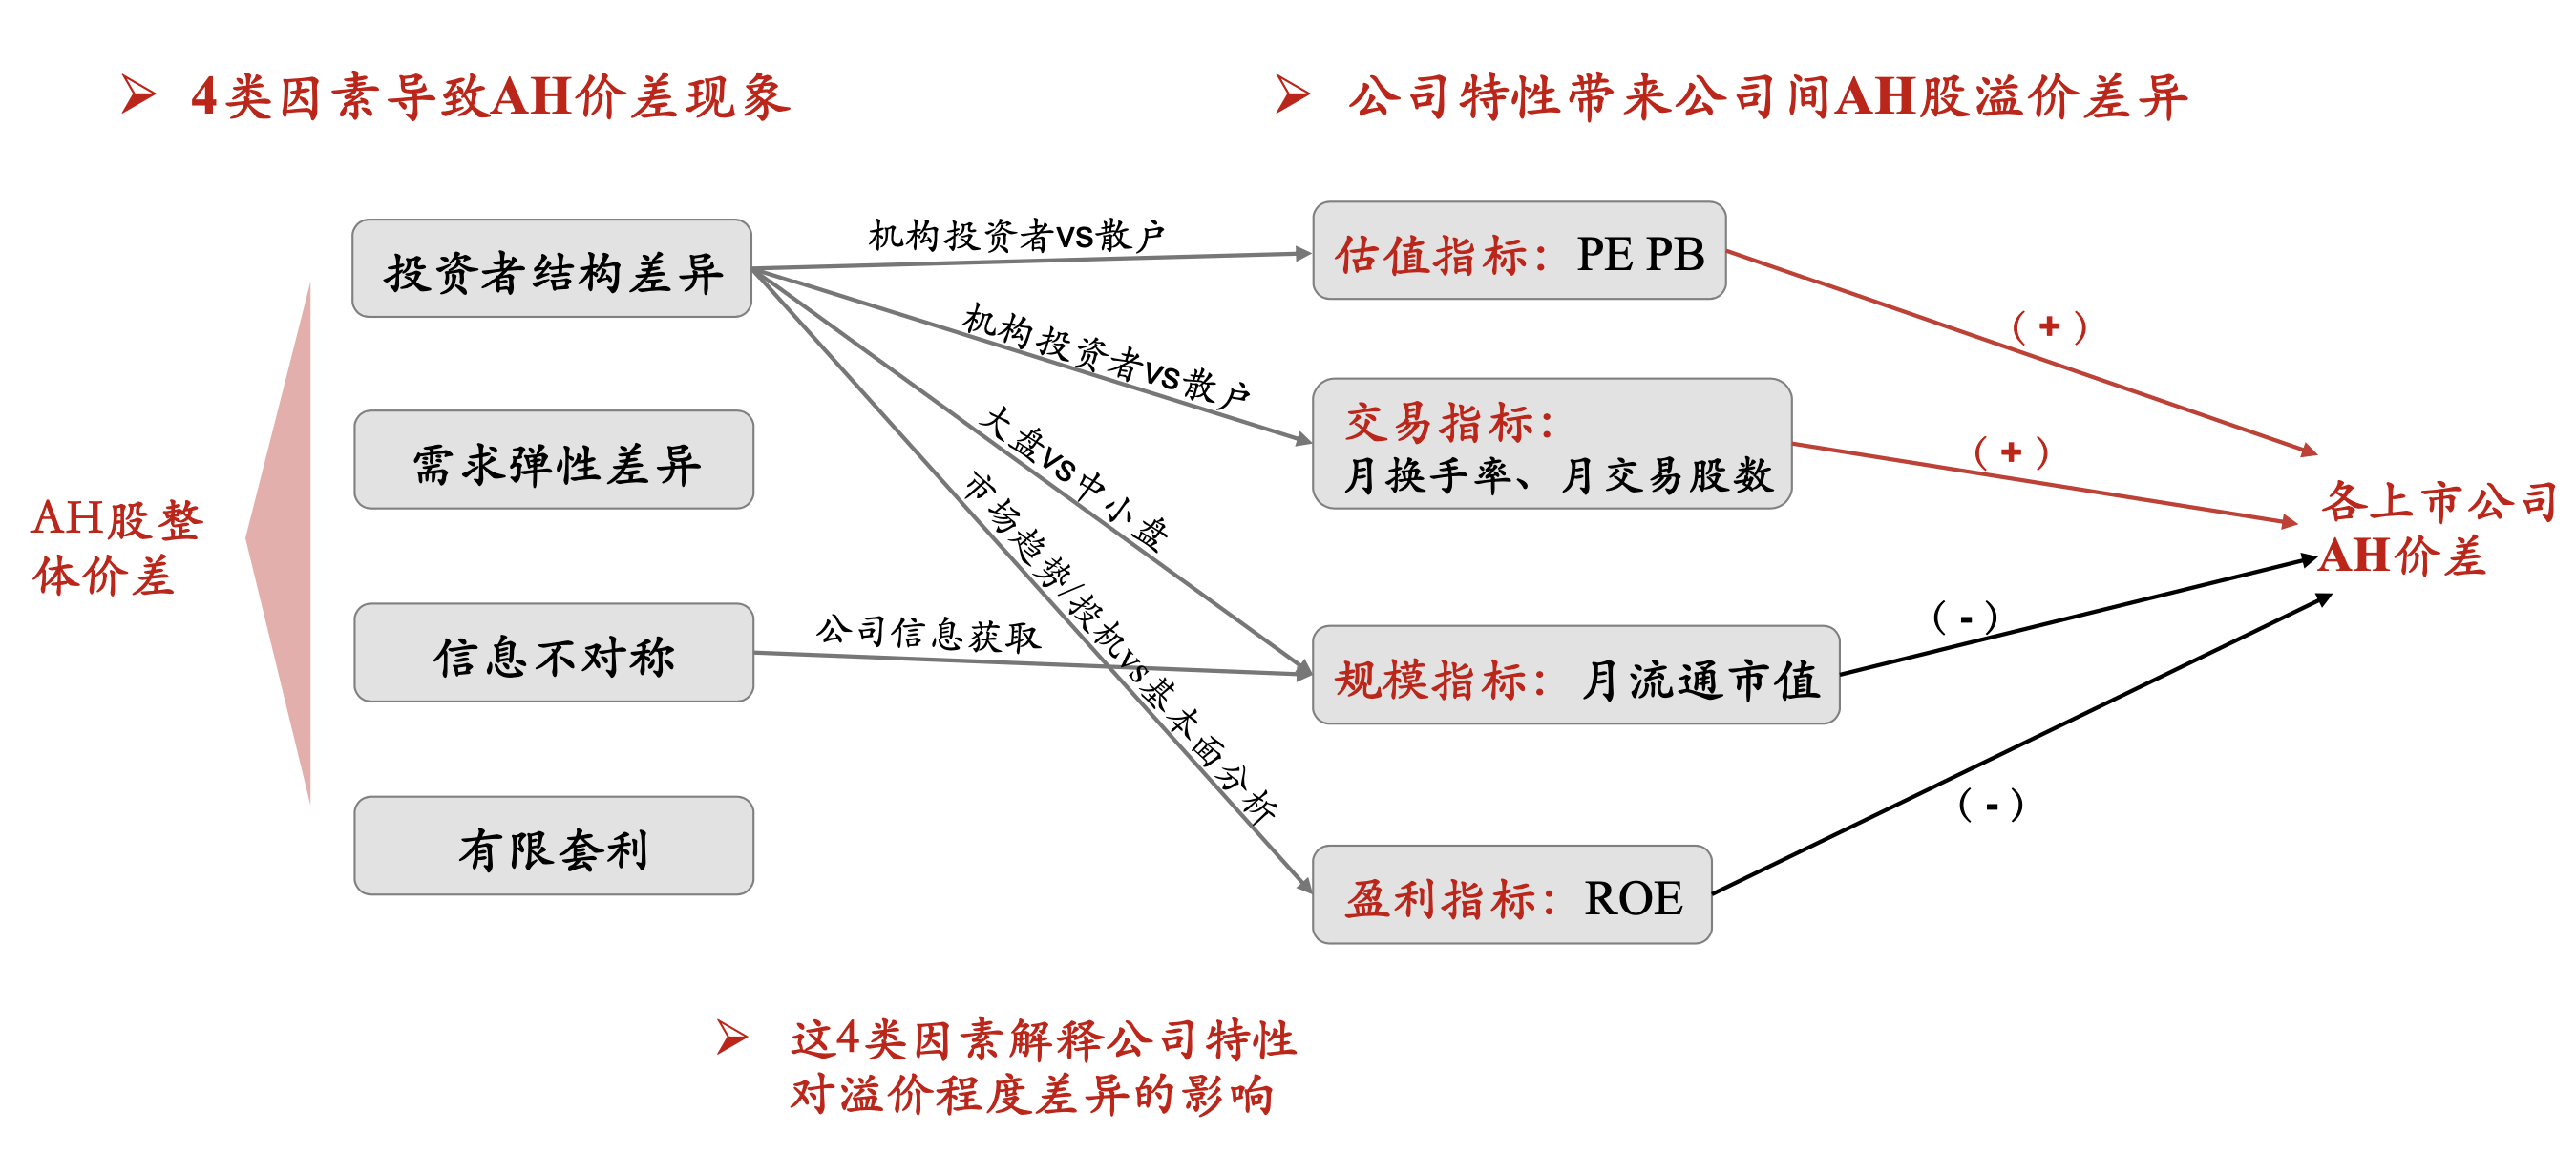 4类因素导致AH价差现象
公司特性带来公司间AH股溢价差异
AH股整
体价差
投资者结构差异
需求弹性差异
信息不对称
有限套利
机构投资者VS散户
机构投资者VS散户
大盘VS中小盘
市场趋势/投机vs基本面分析
公司信息获取
估值指标：PE PB
交易指标：
月换手率、月交易股数
规模指标：月流通市值
盈利指标：ROE
（+）
（+）
（-）
（-）
各上市公司
AH价差
这4类因素解释公司特性
对溢价程度差异的影响